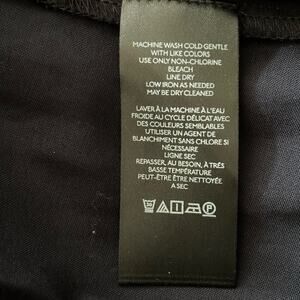 MACHINE WASH COLD GENTLE
WITH LIKE COLORS
USE ONLY NON-CHLORINE
BLEACH
LINE DRY
LOW IRON AS NEEDED
MAY BE DRY CLEANED
LAVER À LA MACHINE À L'EAU
FROIDE AU CYCLE DÉLICAT AVEC
DES COULEURS SEMBLABLES
UTILISER UN AGENT DE
BLANCHIMENT SANS CHLORE SI
NÉCESSAIRE
LIGNE SEC
REPASSER, AU BESOIN, À TRÈS
BASSE TEMPÉRATURE
PEUT-ÊTRE ÊTRE NETTOYÉE
A SEC
30 P